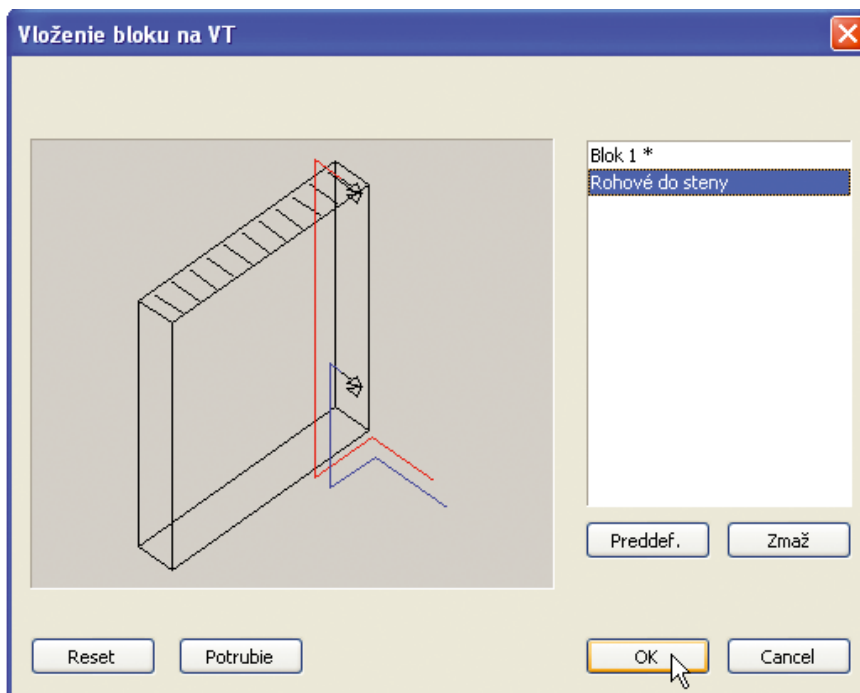 Vloženie bloku na VT
Blok 1 *
Rohové do steny
Preddef. Zmaž
Reset Potrubie OK Cancel